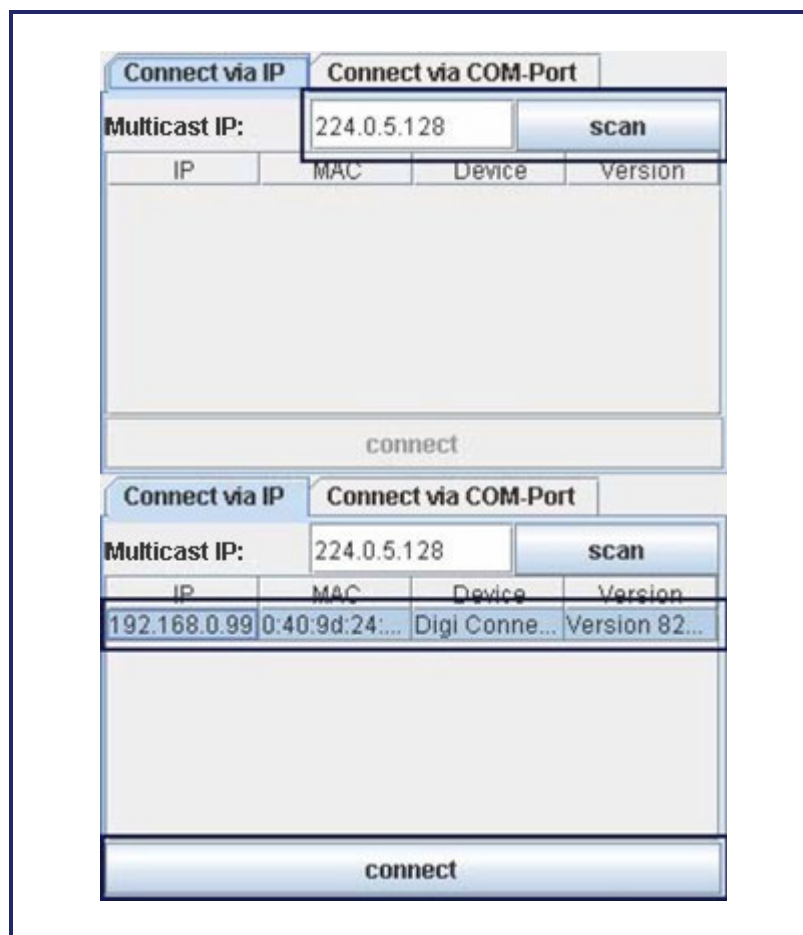 Connect via IP Connect via COM-Port
Multicast IP: 224.0.5.128 scan
IP MAC Device Version
connect
Connect via IP Connect via COM-Port
Multicast IP: 224.0.5.128 scan
IP MAC Device Version
192.168.0.99 0:40:9d:24:... Digi Conne... Version 82...
connect